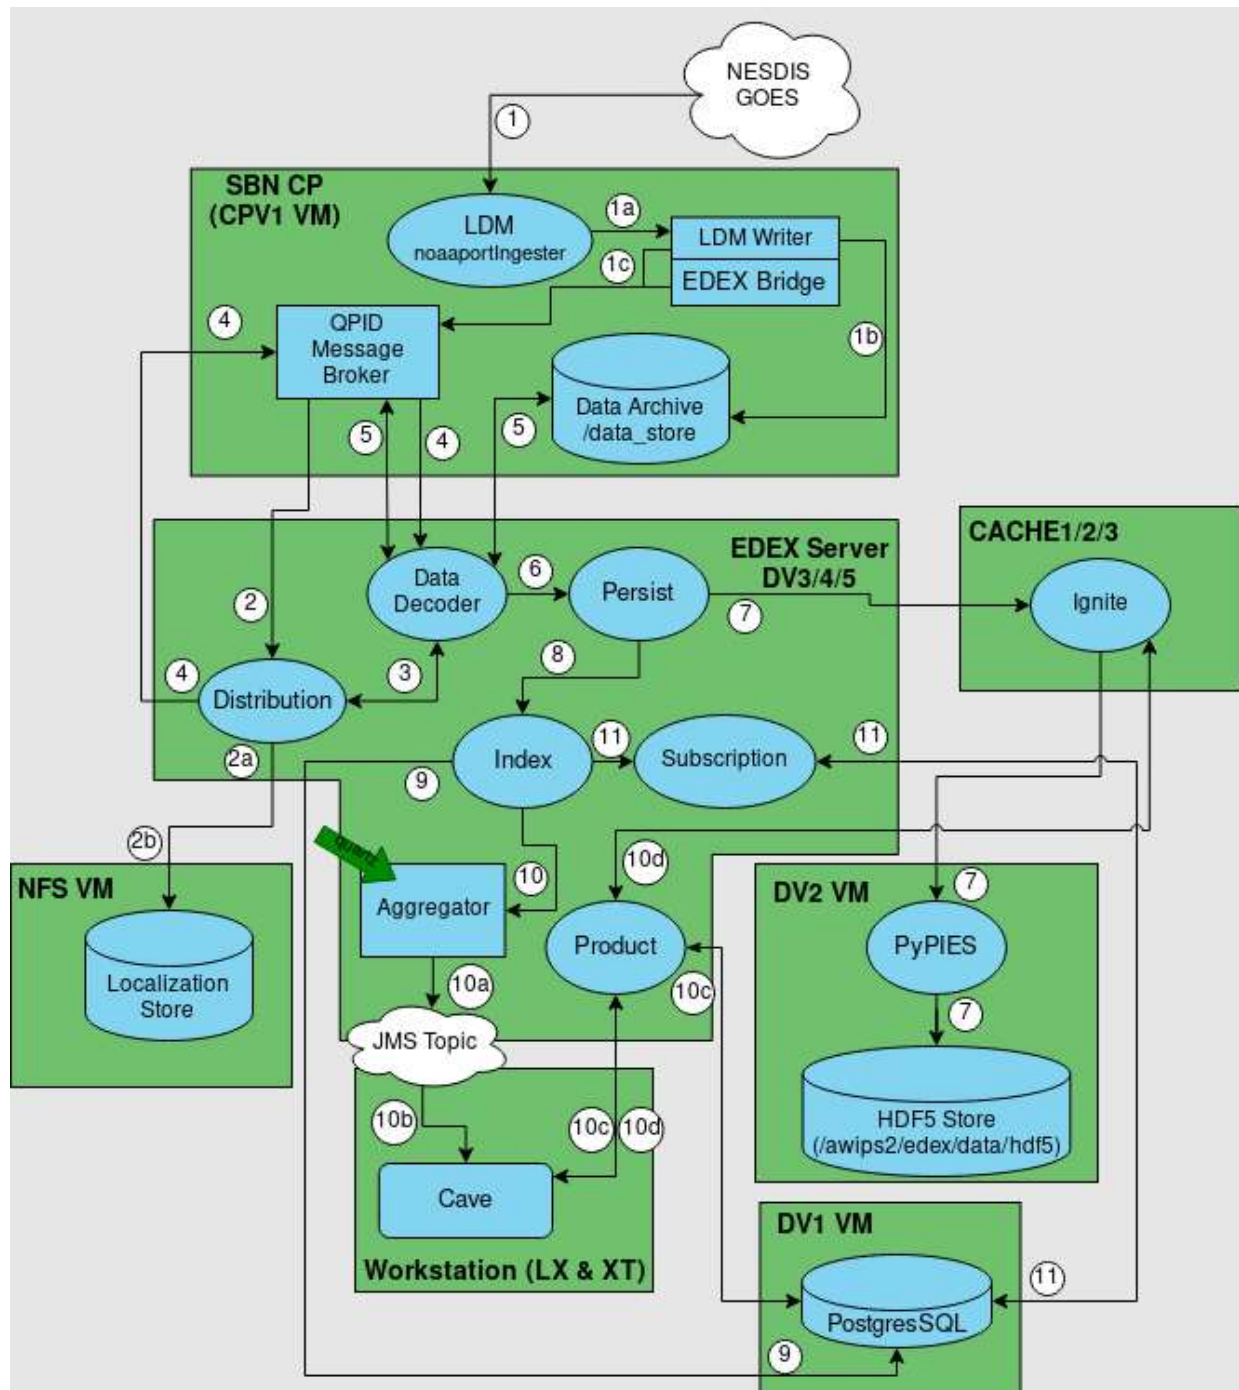 NESDIS
GOES
1
SBN CP
(CPV1 VM)
LDM
noaaportIngester
1a
LDM Writer
EDEX Bridge
1c
1b
4
QPID
Message
Broker
Data Archive
/data_store
5
4
5
EDEX Server
DV3/4/5
CACHE1/2/3
Data
Decoder
6
Persist
7
Ignite
2
8
4
Distribution
3
2a
9
Index
11
Subscription
11
2b
quartz
10
10d
NFS VM
Aggregator
Product
DV2 VM
7
PyPIES
Localization
Store
10a
10c
7
JMS Topic
HDF5 Store
(/awips2/edex/data/hdf5)
10b
10c
10d
Cave
Workstation (LX & XT)
DV1 VM
11
PostgresSQL
9